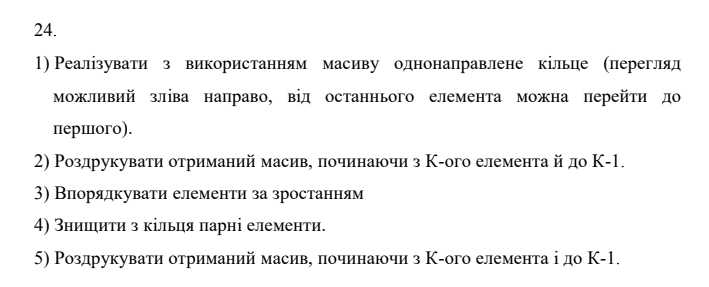 24.
1) Реалізувати з використанням масиву однонаправлене кільце (перегляд
можливий зліва направо, від останнього елемента можна перейти до
першого).
2) Роздрукувати отриманий масив, починаючи з К-ого елемента й до К-1.
3) Впорядкувати елементи за зростанням
4) Знищити з кільця парні елементи.
5) Роздрукувати отриманий масив, починаючи з К-ого елемента і до К-1.